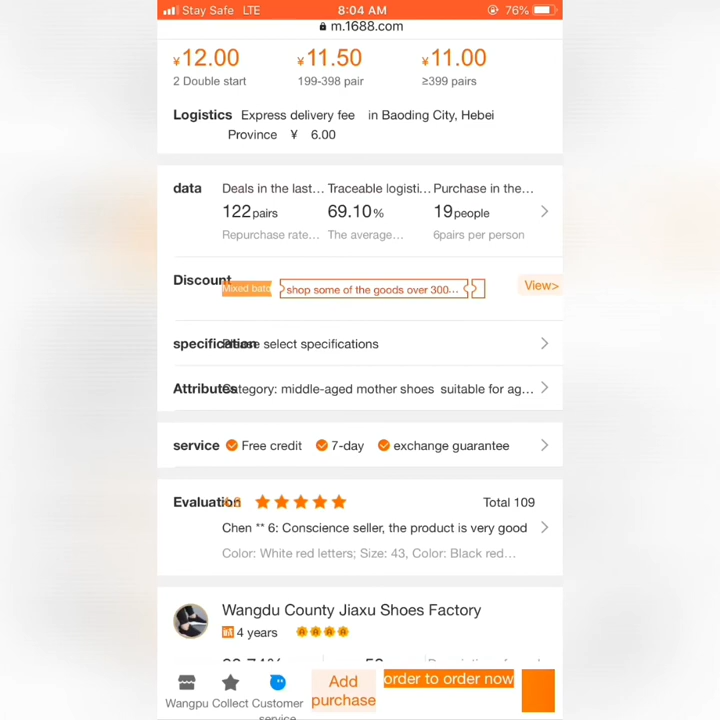 Stay Safe LTE 8:04 AM 76%
m.1688.com
¥12.00 ¥11.50 ¥11.00
2 Double start 199-398 pair ≥399 pairs
Logistics Express delivery fee in Baoding City, Hebei
Province ¥ 6.00
data Deals in the last... Traceable logisti... Purchase in the...
122pairs 69.10% 19people
Repurchase rate... The average... 6pairs per person
Discount Mixed batc shop some of the goods over 300... View>
specification Please select specifications
Attributes Category: middle-aged mother shoes suitable for ag...
service Free credit 7-day exchange guarantee
Evaluation Total 109
Chen ** 6: Conscience seller, the product is very good
Color: White red letters; Size: 43, Color: Black red...
Wangdu County Jiaxu Shoes Factory
4 years
Add order to order now
Wangpu Collect Customer purchase
service